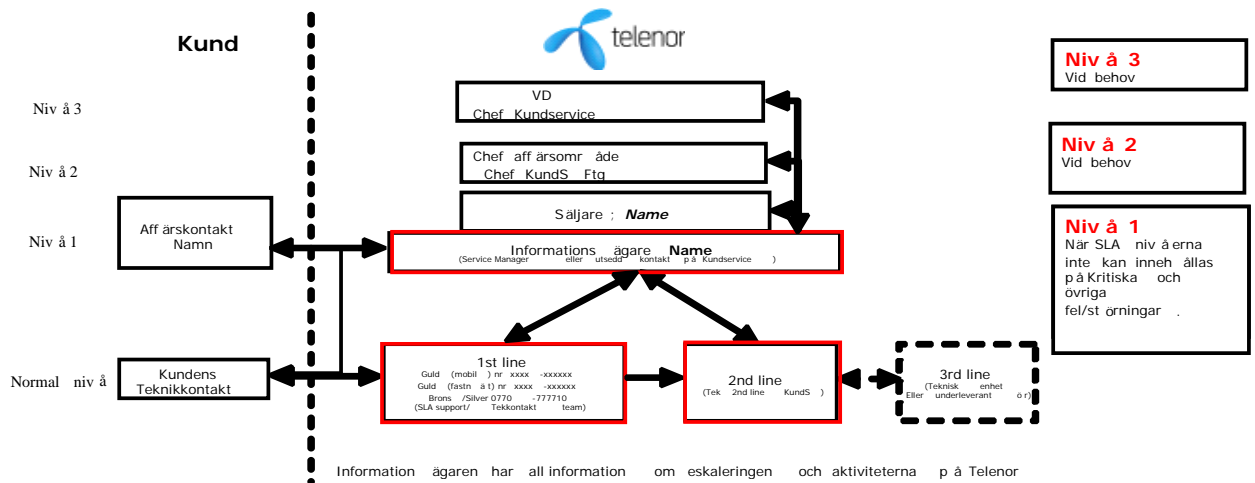 Kund
telenor
Nivå 3
VD
Chef Kundservice
Nivå 3
Vid behov
Nivå 2
Chef affärsområde
Chef KundS Ftg
Nivå 2
Vid behov
Nivå 1
Affärskontakt
Namn
Säljare ; Name
Informationsägare Name
(Service Manager eller utsedd kontakt på Kundservice )
Nivå 1
När SLA nivåerna
inte kan innehållas
på Kritiska och
övriga
fel/störningar .
Normal nivå
Kundens
Teknikkontakt
1st line
Guld (mobil ) nr xxxx -xxxxxx
Guld (fastnät) nr xxxx -xxxxxx
Brons /Silver 0770 -777710
(SLA support/ Tekkontakt team)
2nd line
(Tek 2nd line KundS )
3rd line
(Teknisk enhet
Eller underleverantör)
Information ägaren har all information om eskaleringen och aktiviteterna på Telenor